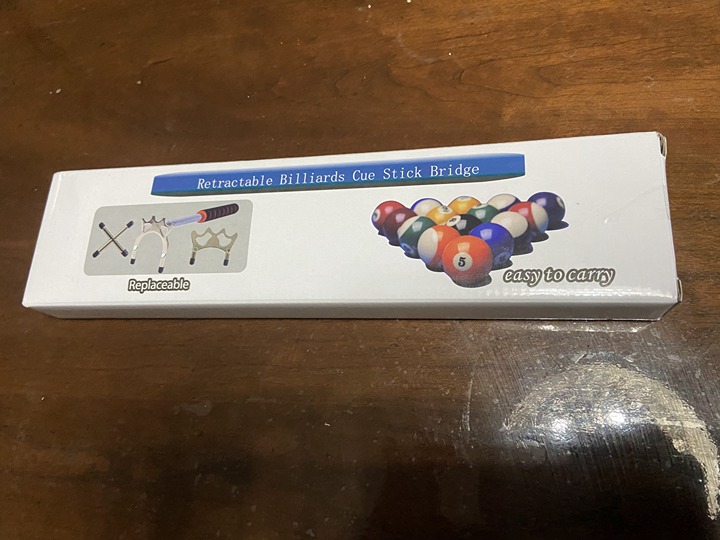 Retractable Billiards Cue Stick Bridge
Replaceable
5
easy to carry